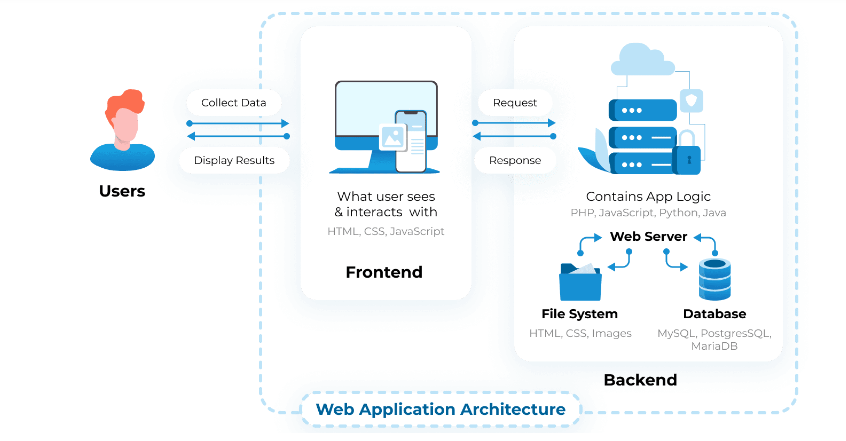 Collect Data
Display Results
Users
What user sees
& interacts with
HTML, CSS, JavaScript
Frontend
Request
Response
Contains App Logic
PHP, JavaScript, Python, Java
Web Server
File System
HTML, CSS, Images
Database
MySQL, PostgresSQL,
MariaDB
Backend
Web Application Architecture